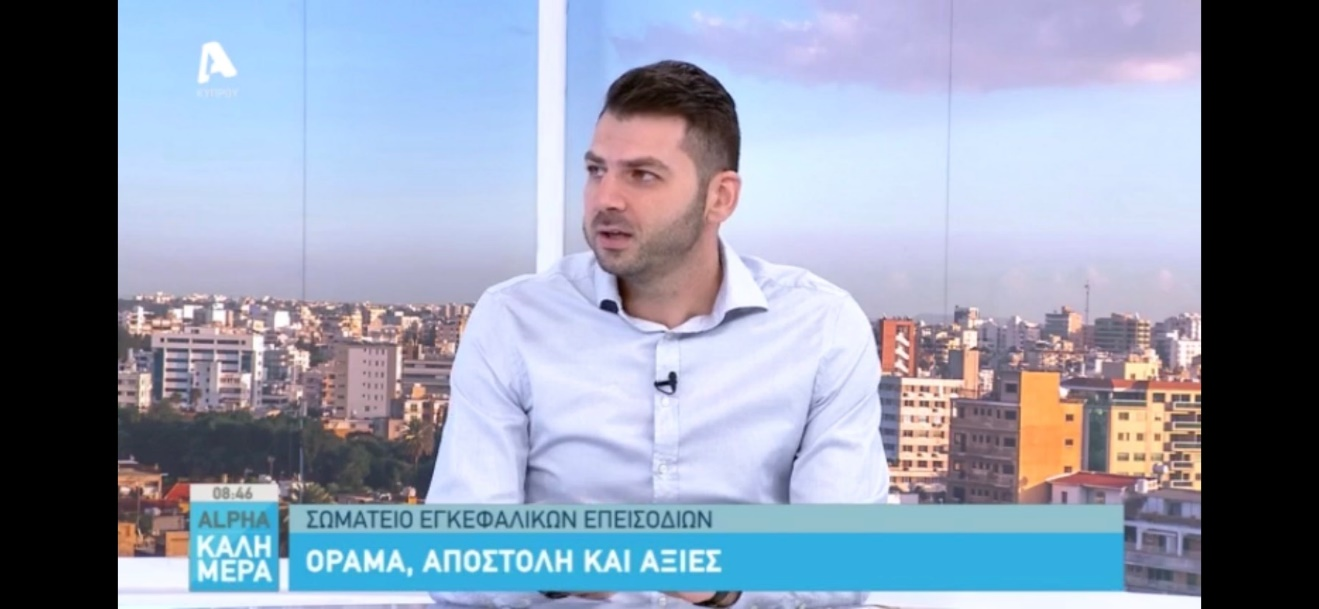 ΚΥΠΡΟΥ
08:46
ALPHA
ΚΑΛΗ
ΜΕΡΑ
ΣΩΜΑΤΕΙΟ ΕΓΚΕΦΑΛΙΚΩΝ ΕΠΕΙΣΟΔΙΩΝ
ΟΡΑΜΑ, ΑΠΟΣΤΟΛΗ ΚΑΙ ΑΞΙΕΣ